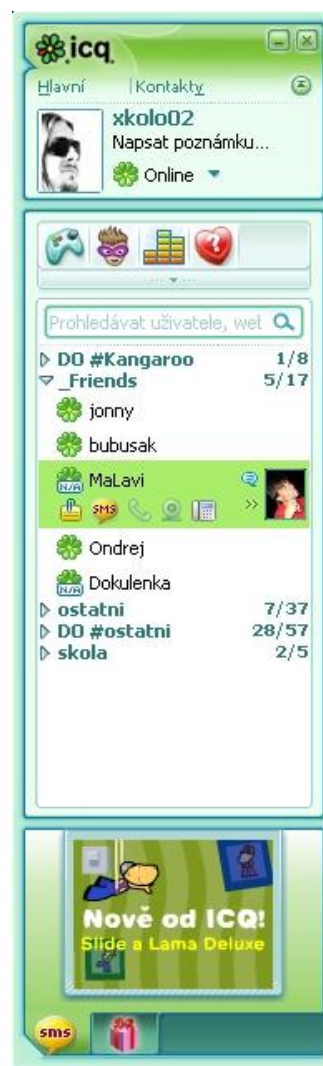 icq
Hlavní Kontakty
xkolo02
Napsat poznámku...
Online
Prohledávat uživatele, wet
DO #Kangaroo 1/8
_Friends 5/17
jonny
bubusak
MaLavi
N/A
SMS
Ondrej
Dokulenka
N/A
ostatni 7/37
DO #ostatni 28/57
skola 2/5
Nově od ICQ!
Slide a Lama Deluxe
sms